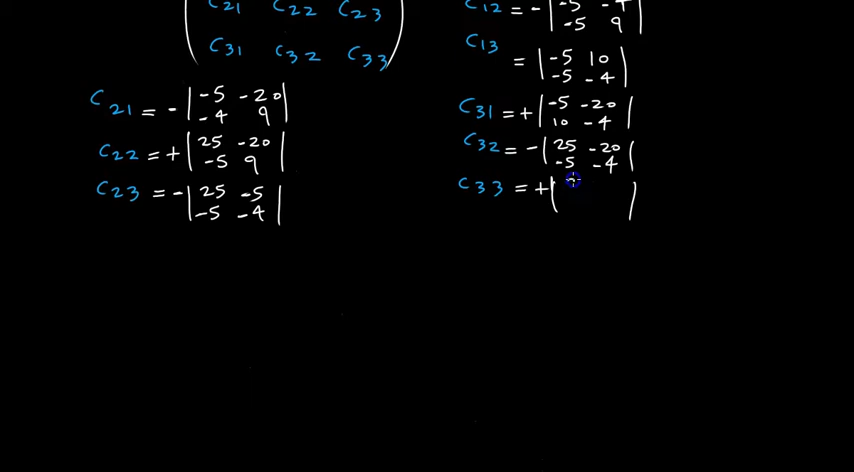 C21 C22 C23
C31 C32 C33
C21 = - | -5 -20 |
| -4 9 |
C22 = + | 25 -20 |
| -5 9 |
C23 = - | 25 -5 |
| -5 -4 |
C12 = - | -5 -4 |
| -5 9 |
C13 = | -5 10 |
| -5 -4 |
C31 = + | -5 -20 |
| 10 -4 |
C32 = - | 25 -20 |
| -5 -4 |
C33 = + | |